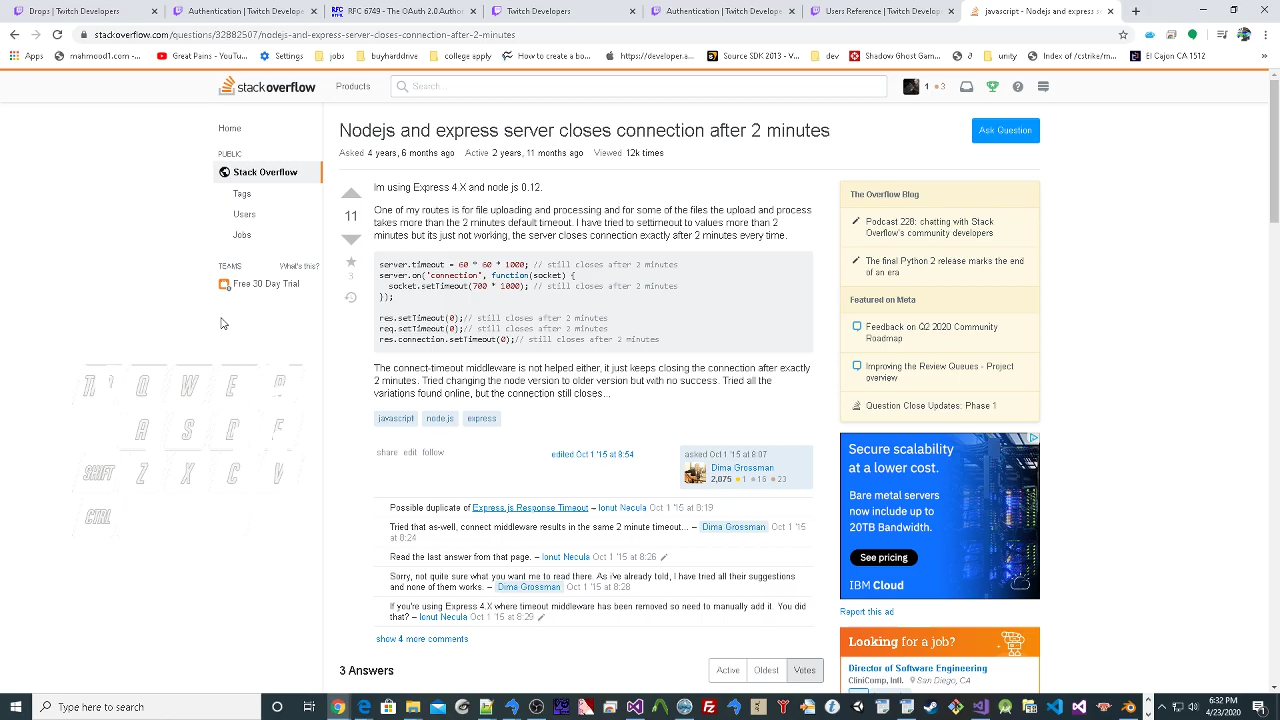 Drops | Twitch Developers
Authentication | Twitch Develope
RFC 6749 - The OAuth 2.0 Author
Twitch Developers
Authentication | Twitch Develope
Users Reference | Twitch Develop
javascript - Nodejs and express se
stackoverflow.com/questions/32882507/nodejs-and-express-server-closes-connection-after-2-minutes
Apps
mahmood1.com - b...
Great Paintings - Y...
Settings
jobs
buyharddrive
College apply
How to create a bo...
https://developer.a...
Source SDK 2013 - V...
dev
Shadow Ghost Gam...
unity
Index of /cstrike/m...
El Cajon CA 1512
»
stackoverflow
Products
Search...
1 3
Home
PUBLIC
Stack Overflow
Tags
Users
Jobs
TEAMS What's this?
Free 30 Day Trial
Nodejs and express server closes connection after 2 minutes
Ask Question
Asked 4 years, 6 months ago Active 2 years, 11 months ago Viewed 12k times
11
3
Im using Express 4.X and node js 0.12.
One of my routes is for file uploading and processing and for some of the files the upload and process
takes more than the 2 minutes default timeout. I have tried to setTimeout to values more than 2
minutes but its just not working, the server closes connection exactly after 2 minutes every time.
server.timeout = 60 * 60 * 1000; // still closes after 2 minutes
server.on('connection', function(socket) {
socket.setTimeout(700 * 1000); // still closes after 2 minutes
});
res.setTimeout(0);// still closes after 2 minutes
req.setTimeout(0);// still closes after 2 minutes
res.connection.setTimeout(0);// still closes after 2 minutes
The connect-timeout middleware is not helped either, it just keeps closing the connection after exactly
2 minutes. Tried changing the node version to older version but with no success. Tried all the
variations found online, but the connection still closes...
javascript node.js express
share edit follow
edited Oct 1 '15 at 8:54
asked Oct 1 '15 at 8:07
Dima Grossman
2,075 1 16 23
Possible duplicate of Express.js Response Timeout – Ionut Necula Oct 1 '15 at 8:19
Tried that as well, connect middleware results in the same 2 minute timeout... – Dima Grossman Oct 1 '15
at 8:24
Read the last answer from that page. – Ionut Necula Oct 1 '15 at 8:26
Sorry, not quite sure what you want me to read there. As i've already told, I have tried all their suggestions
and none of them works. – Dima Grossman Oct 1 '15 at 8:28
If you're using Express 4.X where timeout middleware has been removed so need to manually add it. You did
that? – Ionut Necula Oct 1 '15 at 8:29
show 4 more comments
3 Answers
Active Oldest Votes
The Overflow Blog
Podcast 228: chatting with Stack
Overflow's community developers
The final Python 2 release marks the end
of an era
Featured on Meta
Feedback on Q2 2020 Community
Roadmap
Improving the Review Queues - Project
overview
Question Close Updates: Phase 1
Secure scalability
at a lower cost.
Bare metal servers
now include up to
20TB Bandwidth.
See pricing
IBM Cloud
Report this ad
Looking for a job?
Director of Software Engineering
CliniComp, Intl. San Diego, CA
Q W E
A S D F
SHIFT Z X C V
CTRL
Type here to search
6:32 PM
4/23/2020